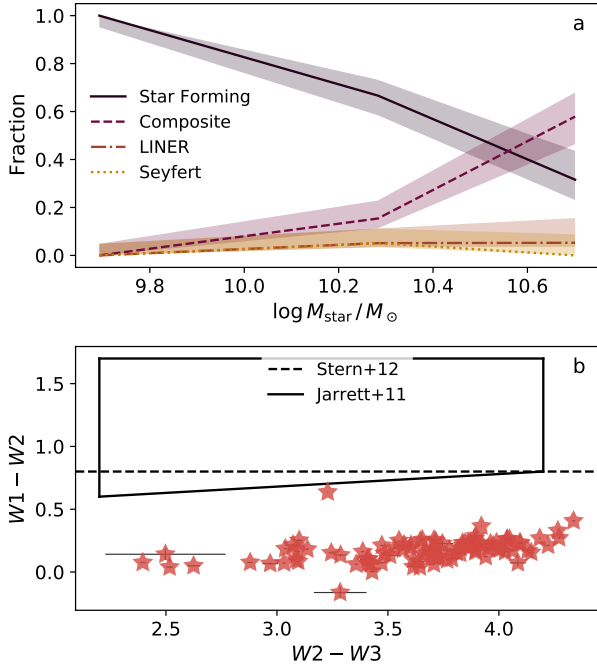 a
1.0
0.8
0.6
0.4
0.2
0.0
Fraction
Star Forming
Composite
LINER
Seyfert
9.8 10.0 10.2 10.4 10.6
log M_star / M_⊙
b
1.5
1.0
0.5
0.0
W1 − W2
Stern+12
Jarrett+11
2.5 3.0 3.5 4.0
W2 − W3